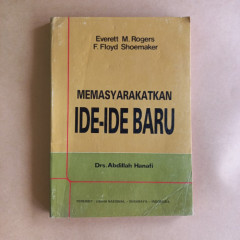 Everett M. Rogers
F. Floyd Shoemaker
MEMASYARAKATKAN
IDE-IDE BARU
Drs. Abdillah Hanafi